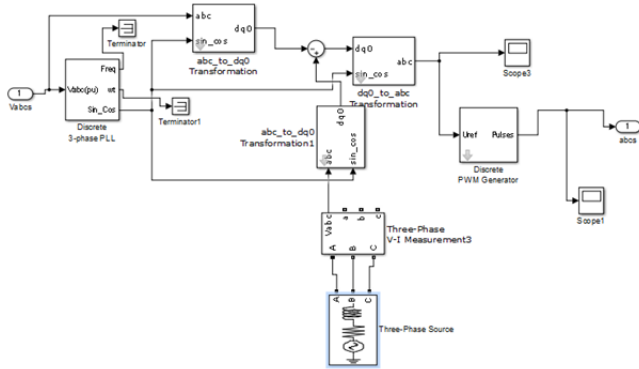 abc
sin_cos
dq0
abc_to_dq0
Transformation
Terminator
Freq
Vabc(pu)
wt
Sin_Cos
Discrete
3-phase PLL
Terminator1
1
Vabcs
dq0
sin_cos
abc
dq0_to_abc
Transformation
Scope3
abc_to_dq0
Transformation1
dq0
abc
sin_cos
Uref
Pulses
Discrete
PWM Generator
1
abcs
Scope1
Vabc
a
b
c
A
B
C
Three-Phase
V-I Measurement3
A
B
C
Three-Phase Source